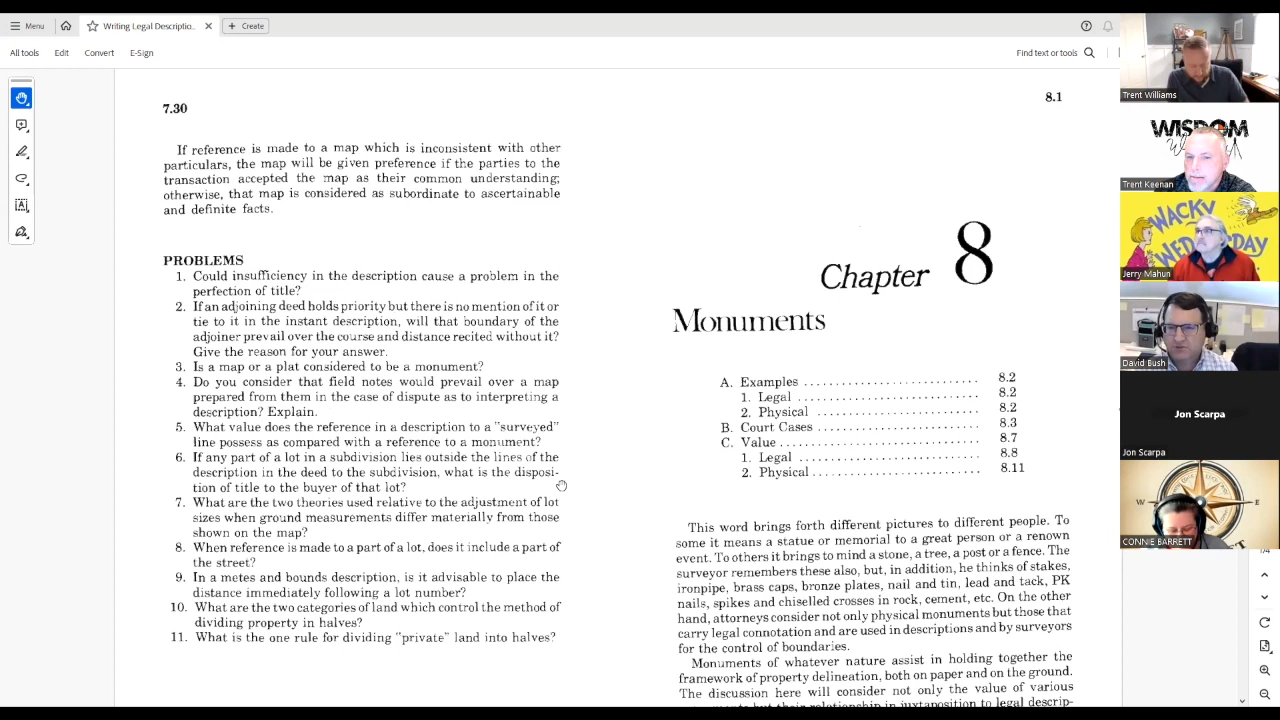 Menu
Writing Legal Descriptio...
Create
All tools
Edit
Convert
E-Sign
Find text or tools
7.30
If reference is made to a map which is inconsistent with other
particulars, the map will be given preference if the parties to the
transaction accepted the map as their common understanding;
otherwise, that map is considered as subordinate to ascertainable
and definite facts.
PROBLEMS
1. Could insufficiency in the description cause a problem in the
perfection of title?
2. If an adjoining deed holds priority but there is no mention of it or
tie to it in the instant description, will that boundary of the
adjoiner prevail over the course and distance recited without it?
Give the reason for your answer.
3. Is a map or a plat considered to be a monument?
4. Do you consider that field notes would prevail over a map
prepared from them in the case of dispute as to interpreting a
description? Explain.
5. What value does the reference in a description to a "surveyed"
line possess as compared with a reference to a monument?
6. If any part of a lot in a subdivision lies outside the lines of the
description in the deed to the subdivision, what is the disposi-
tion of title to the buyer of that lot?
7. What are the two theories used relative to the adjustment of lot
sizes when ground measurements differ materially from those
shown on the map?
8. When reference is made to a part of a lot, does it include a part of
the street?
9. In a metes and bounds description, is it advisable to place the
distance immediately following a lot number?
10. What are the two categories of land which control the method of
dividing property in halves?
11. What is the one rule for dividing "private" land into halves?
8.1
Chapter 8
Monuments
A. Examples ............................ 8.2
1. Legal ............................ 8.2
2. Physical ........................ 8.2
B. Court Cases ........................ 8.3
C. Value ................................ 8.7
1. Legal ............................ 8.8
2. Physical ........................ 8.11
This word brings forth different pictures to different people. To
some it means a statue or memorial to a great person or a renown
event. To others it brings to mind a stone, a tree, a post or a fence. The
surveyor remembers these also, but, in addition, he thinks of stakes,
ironpipe, brass caps, bronze plates, nail and tin, lead and tack, PK
nails, spikes and chiselled crosses in rock, cement, etc. On the other
hand, attorneys consider not only physical monuments but those that
carry legal connotation and are used in descriptions and by surveyors
for the control of boundaries.
Monuments of whatever nature assist in holding together the
framework of property delineation, both on paper and on the ground.
The discussion here will consider not only the value of various
monuments but their relationship in juxtaposition to legal descrip-
Trent Williams
WISDOM
Trent Keenan
WACKY
WEDNESDAY
Jerry Mahun
David Bush
Jon Scarpa
Jon Scarpa
CONNIE BARRETT